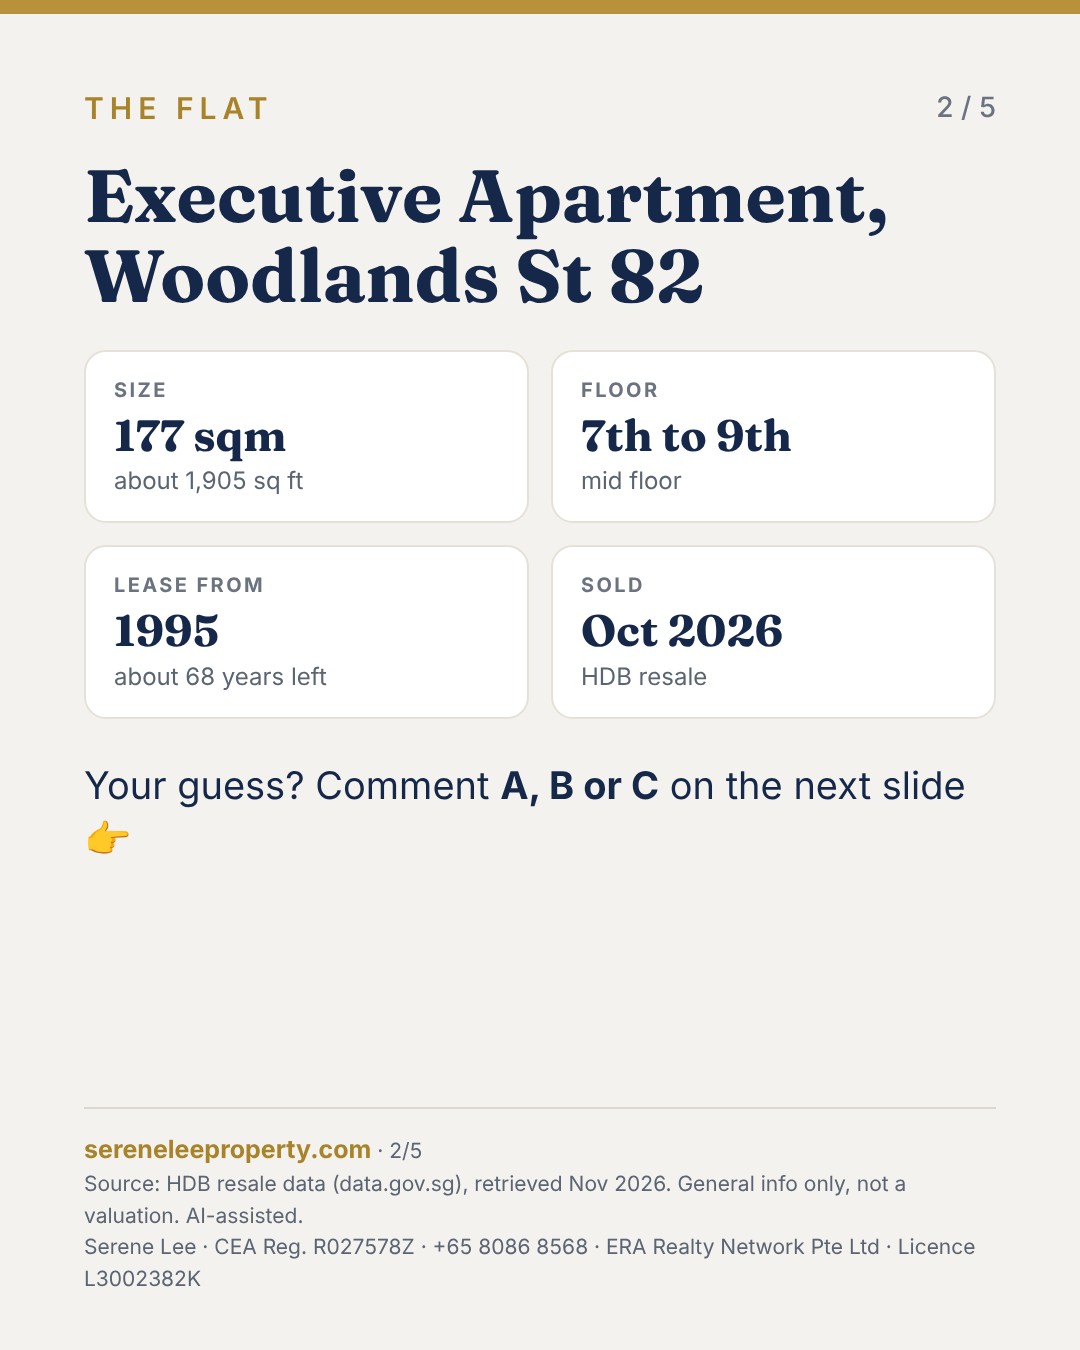 THE FLAT
2 / 5
Executive Apartment,
Woodlands St 82
SIZE
177 sqm
about 1,905 sq ft
FLOOR
7th to 9th
mid floor
LEASE FROM
1995
about 68 years left
SOLD
Oct 2026
HDB resale
Your guess? Comment A, B or C on the next slide
👉
sereneleeproperty.com · 2/5
Source: HDB resale data (data.gov.sg), retrieved Nov 2026. General info only, not a
valuation. AI-assisted.
Serene Lee · CEA Reg. R027578Z · +65 8086 8568 · ERA Realty Network Pte Ltd · Licence
L3002382K